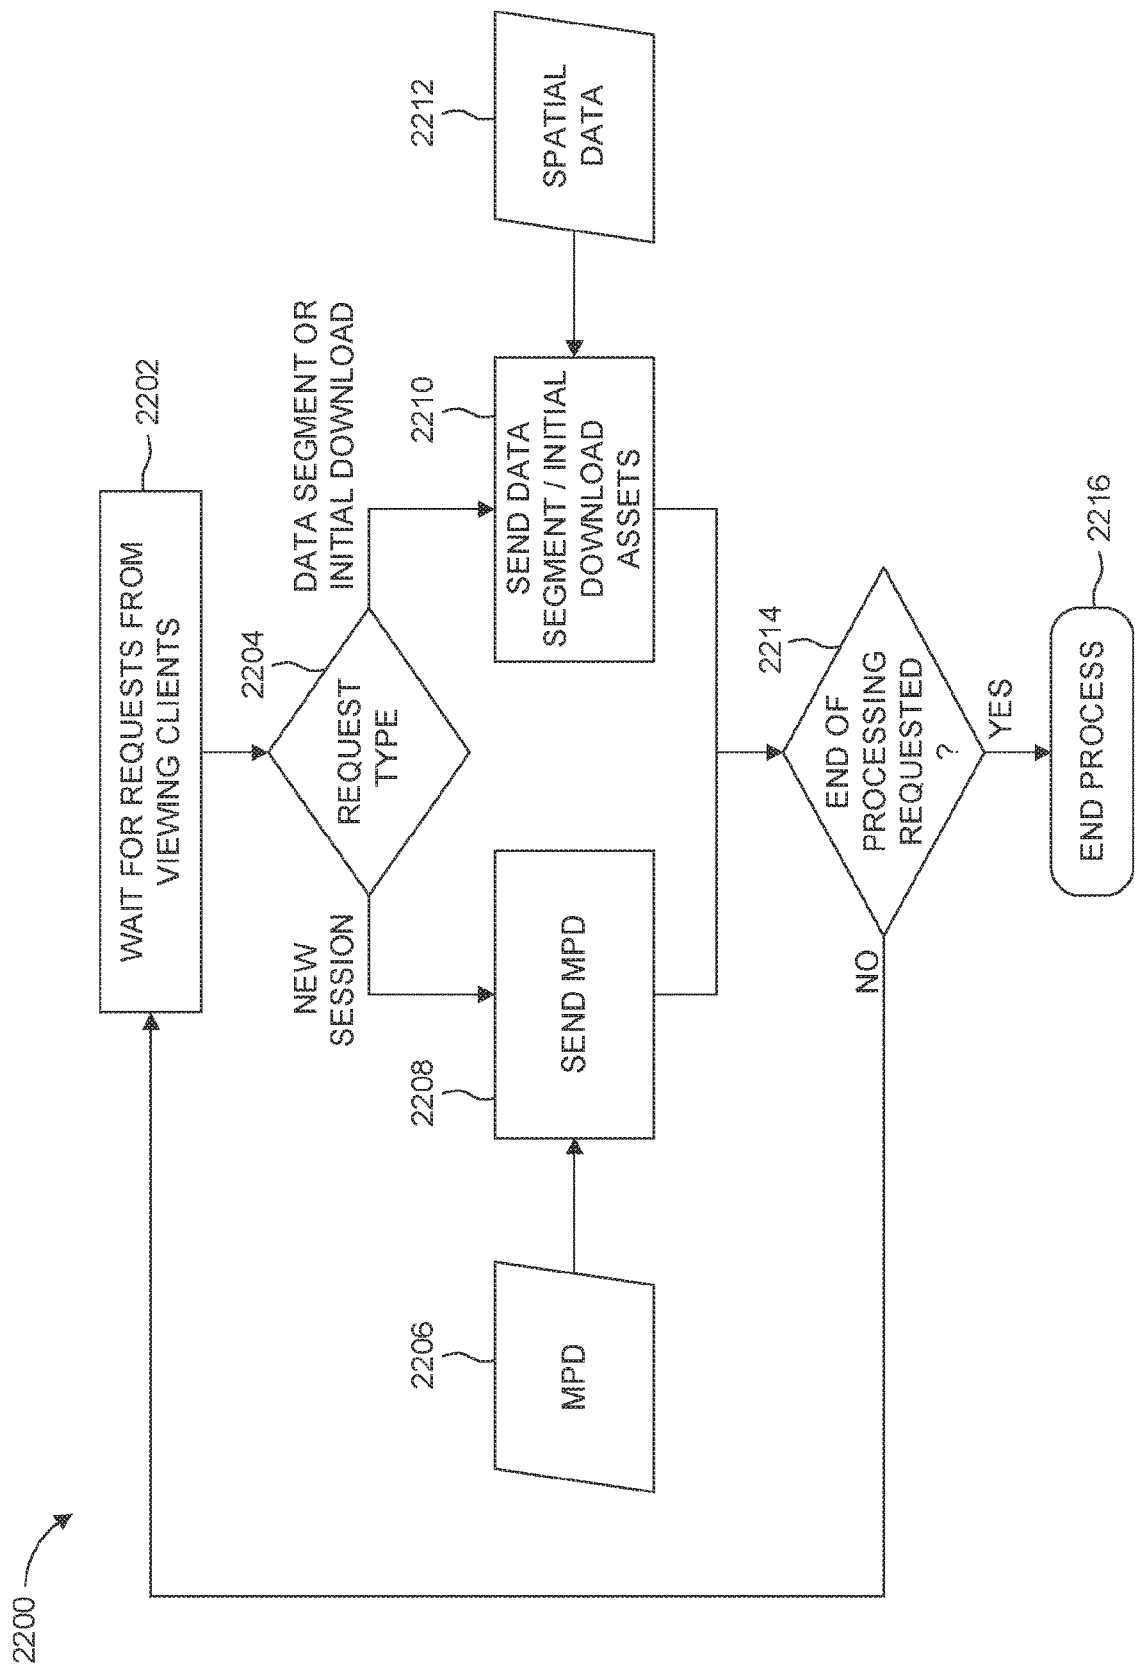 2200
2202
WAIT FOR REQUESTS FROM
VIEWING CLIENTS
2204
REQUEST
TYPE
NEW
SESSION
DATA SEGMENT OR
INITIAL DOWNLOAD
2206
MPD
2208
SEND MPD
2210
SEND DATA
SEGMENT / INITIAL
DOWNLOAD
ASSETS
2212
SPATIAL
DATA
2214
END OF
PROCESSING
REQUESTED
?
NO
YES
2216
END PROCESS